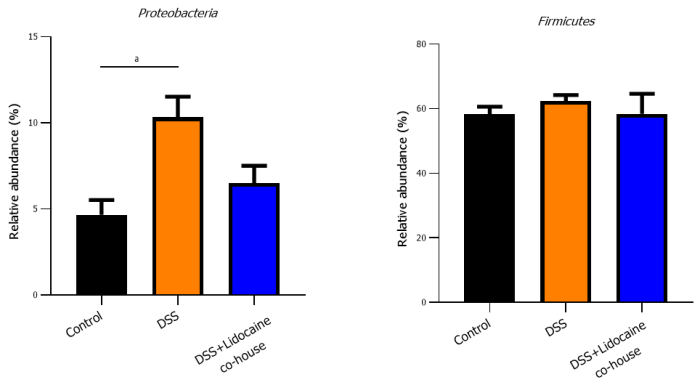 Proteobacteria
15
a
10
5
0
Relative abundance (%)
Control
DSS
DSS+Lidocaine
co-house
Firmicutes
80
60
40
20
0
Relative abundance (%)
Control
DSS
DSS+Lidocaine
co-house